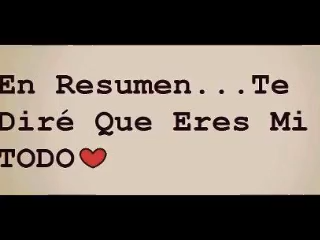 En Resumen...Te
Diré Que Eres Mi
TODO❤